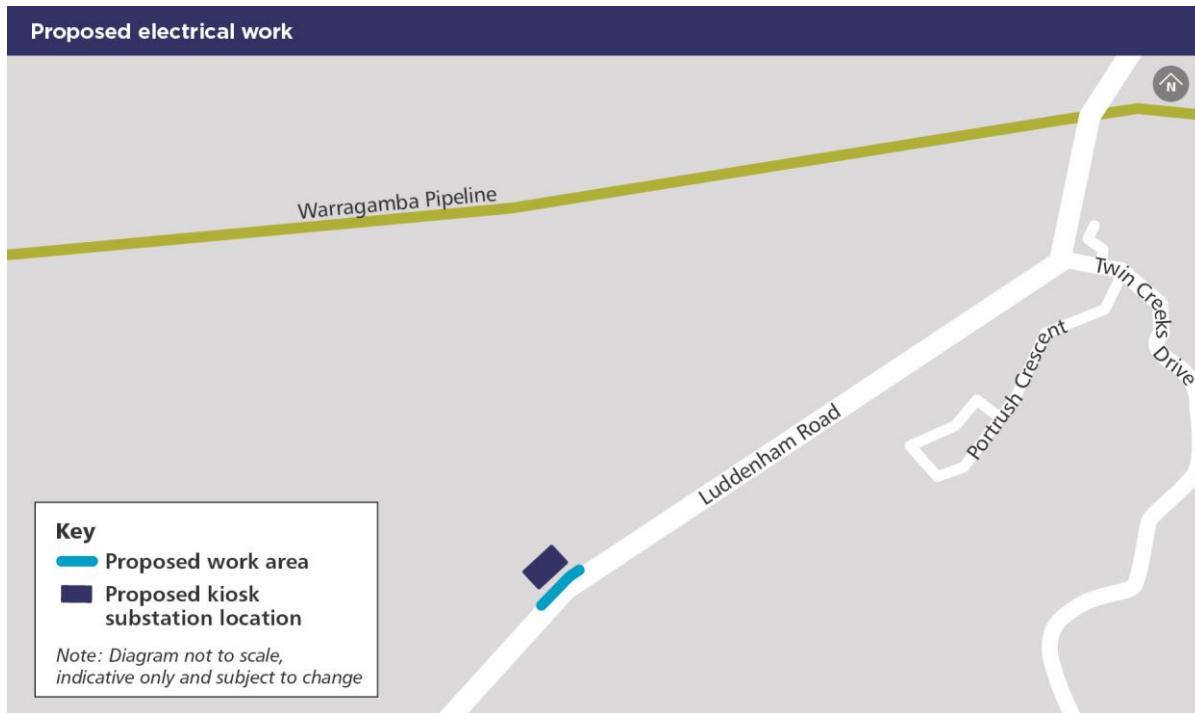 Proposed electrical work
N
Warragamba Pipeline
Twin Creeks
Drive
Portrush Crescent
Luddenham Road
Key
Proposed work area
Proposed kiosk
substation location
Note: Diagram not to scale,
indicative only and subject to change